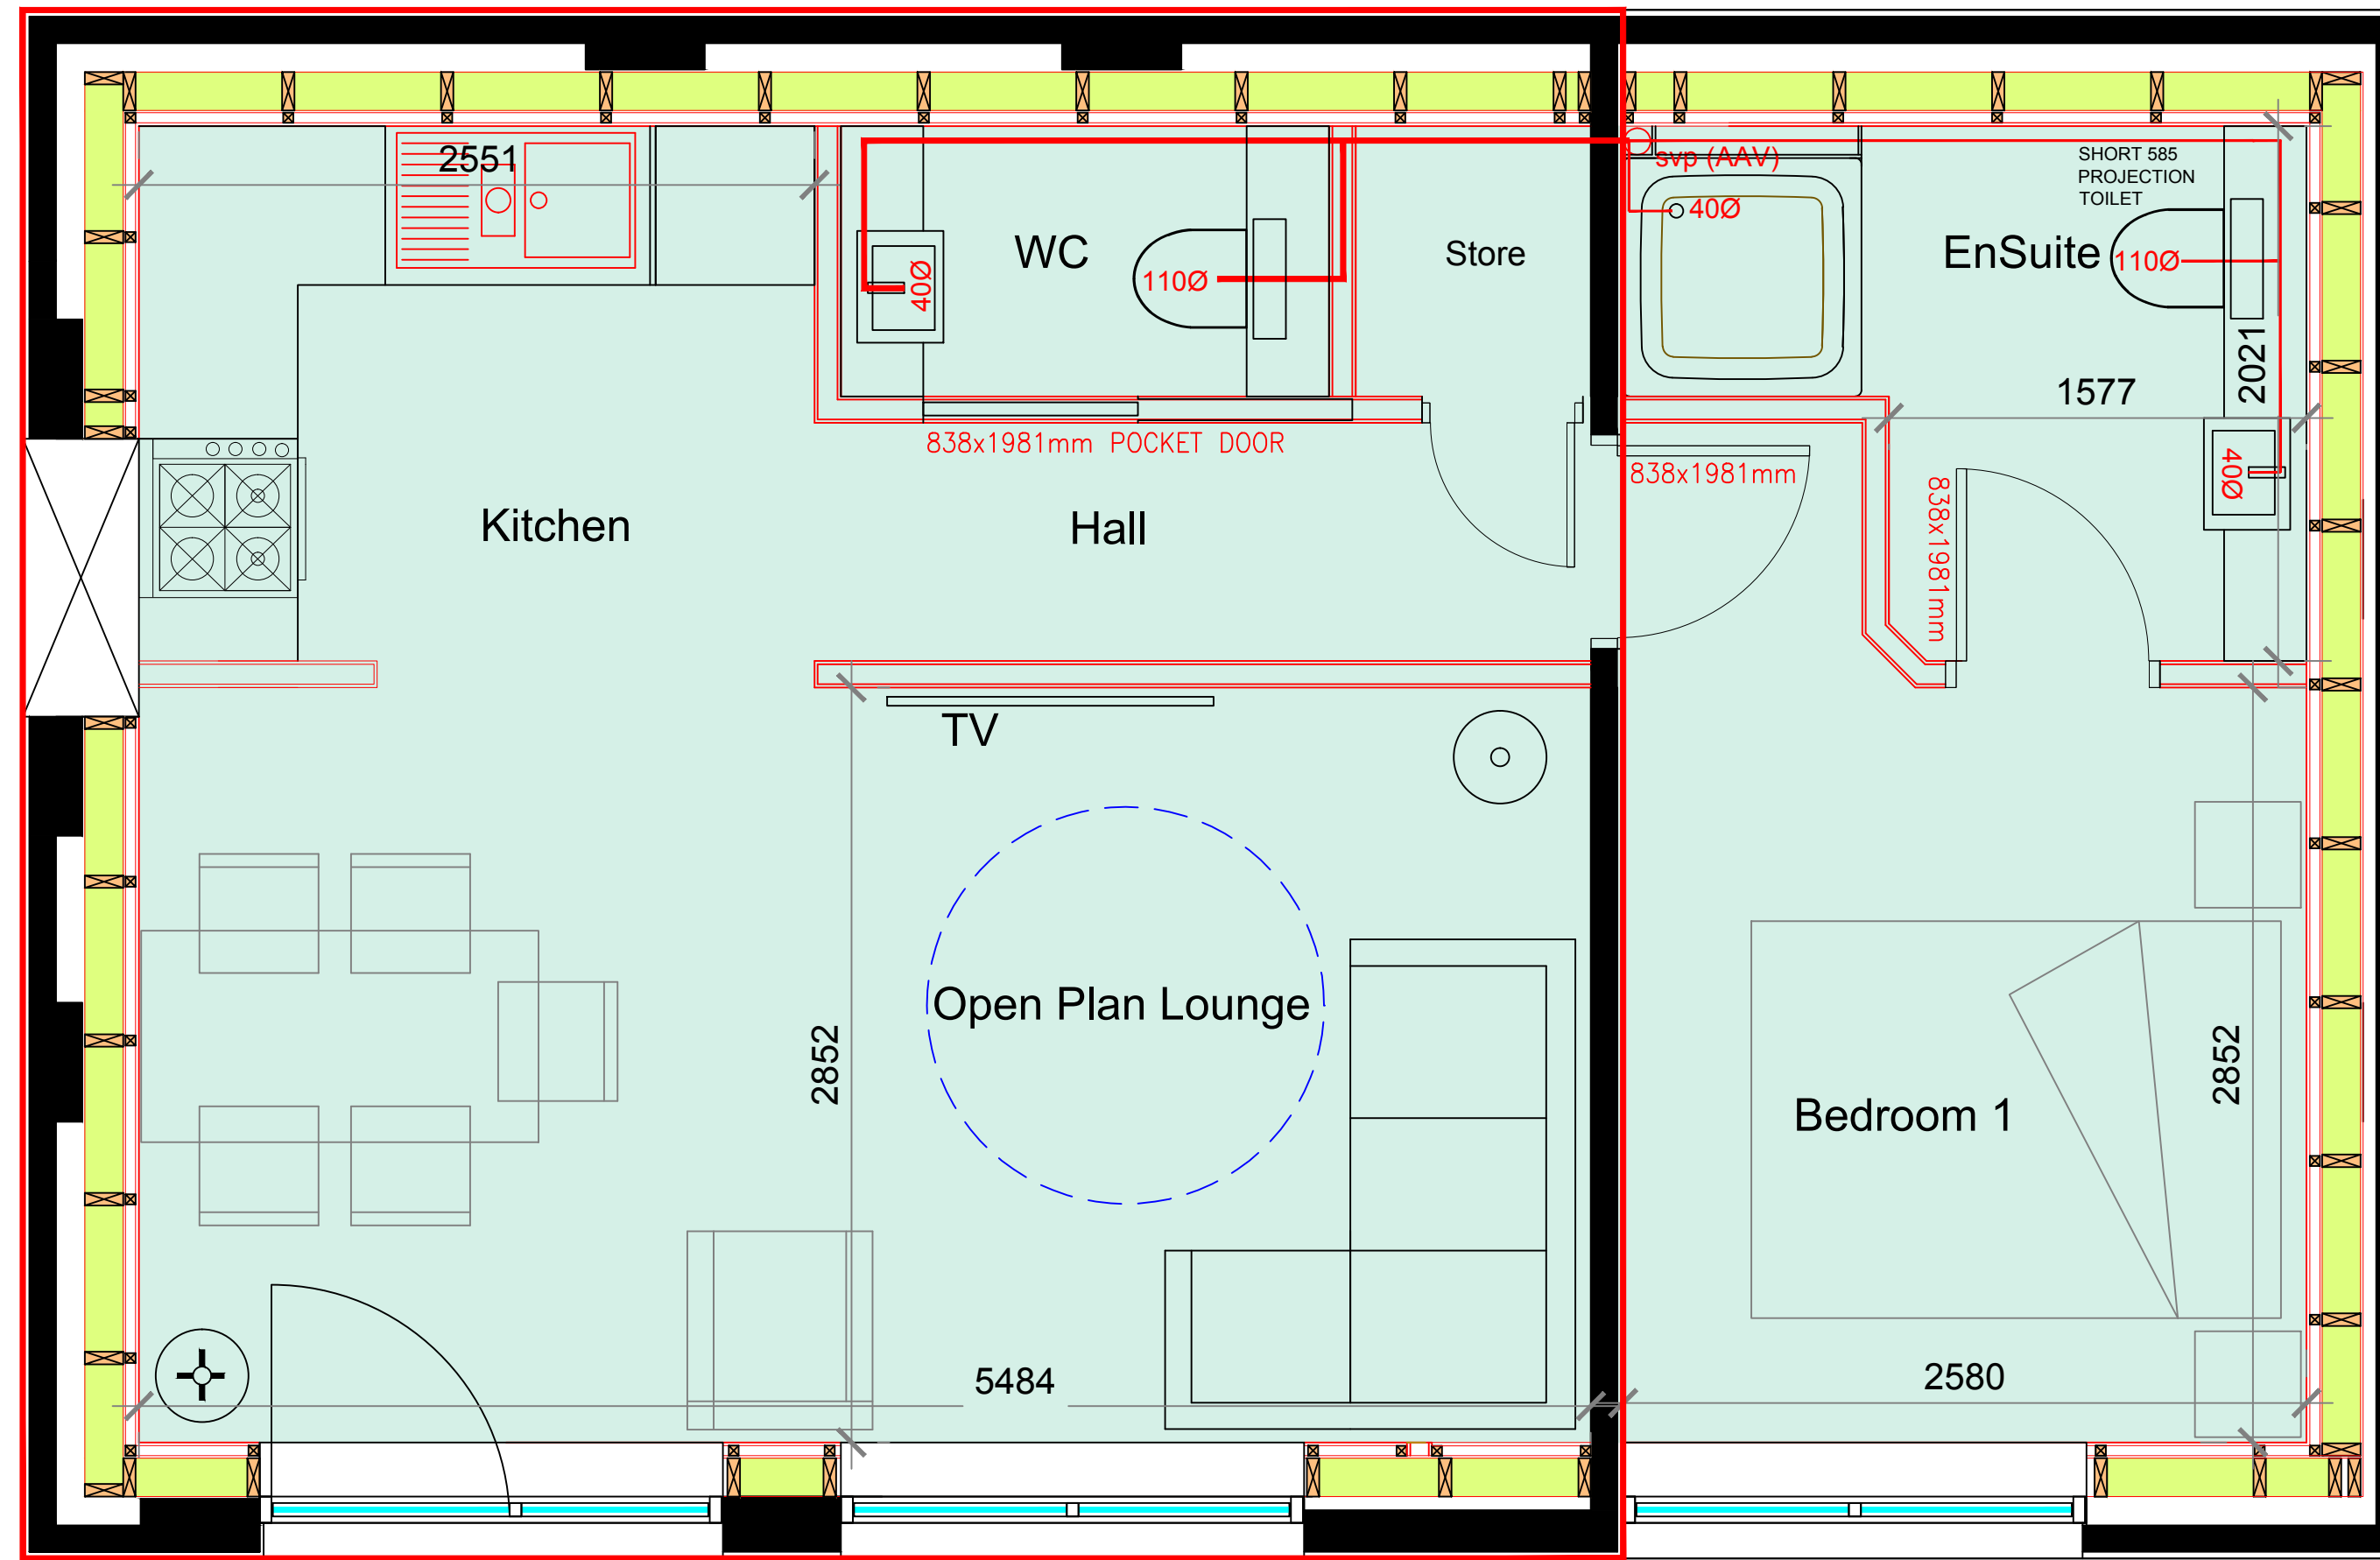 2551
svp (AAV)
SHORT 585
PROJECTION
TOILET
40Ø
WC
Store
EnSuite
110Ø
40Ø
110Ø
2021
1577
838x1981mm POCKET DOOR
838x1981mm
40Ø
838x1981mm
Kitchen
Hall
TV
Open Plan Lounge
2852
2852
Bedroom 1
5484
2580